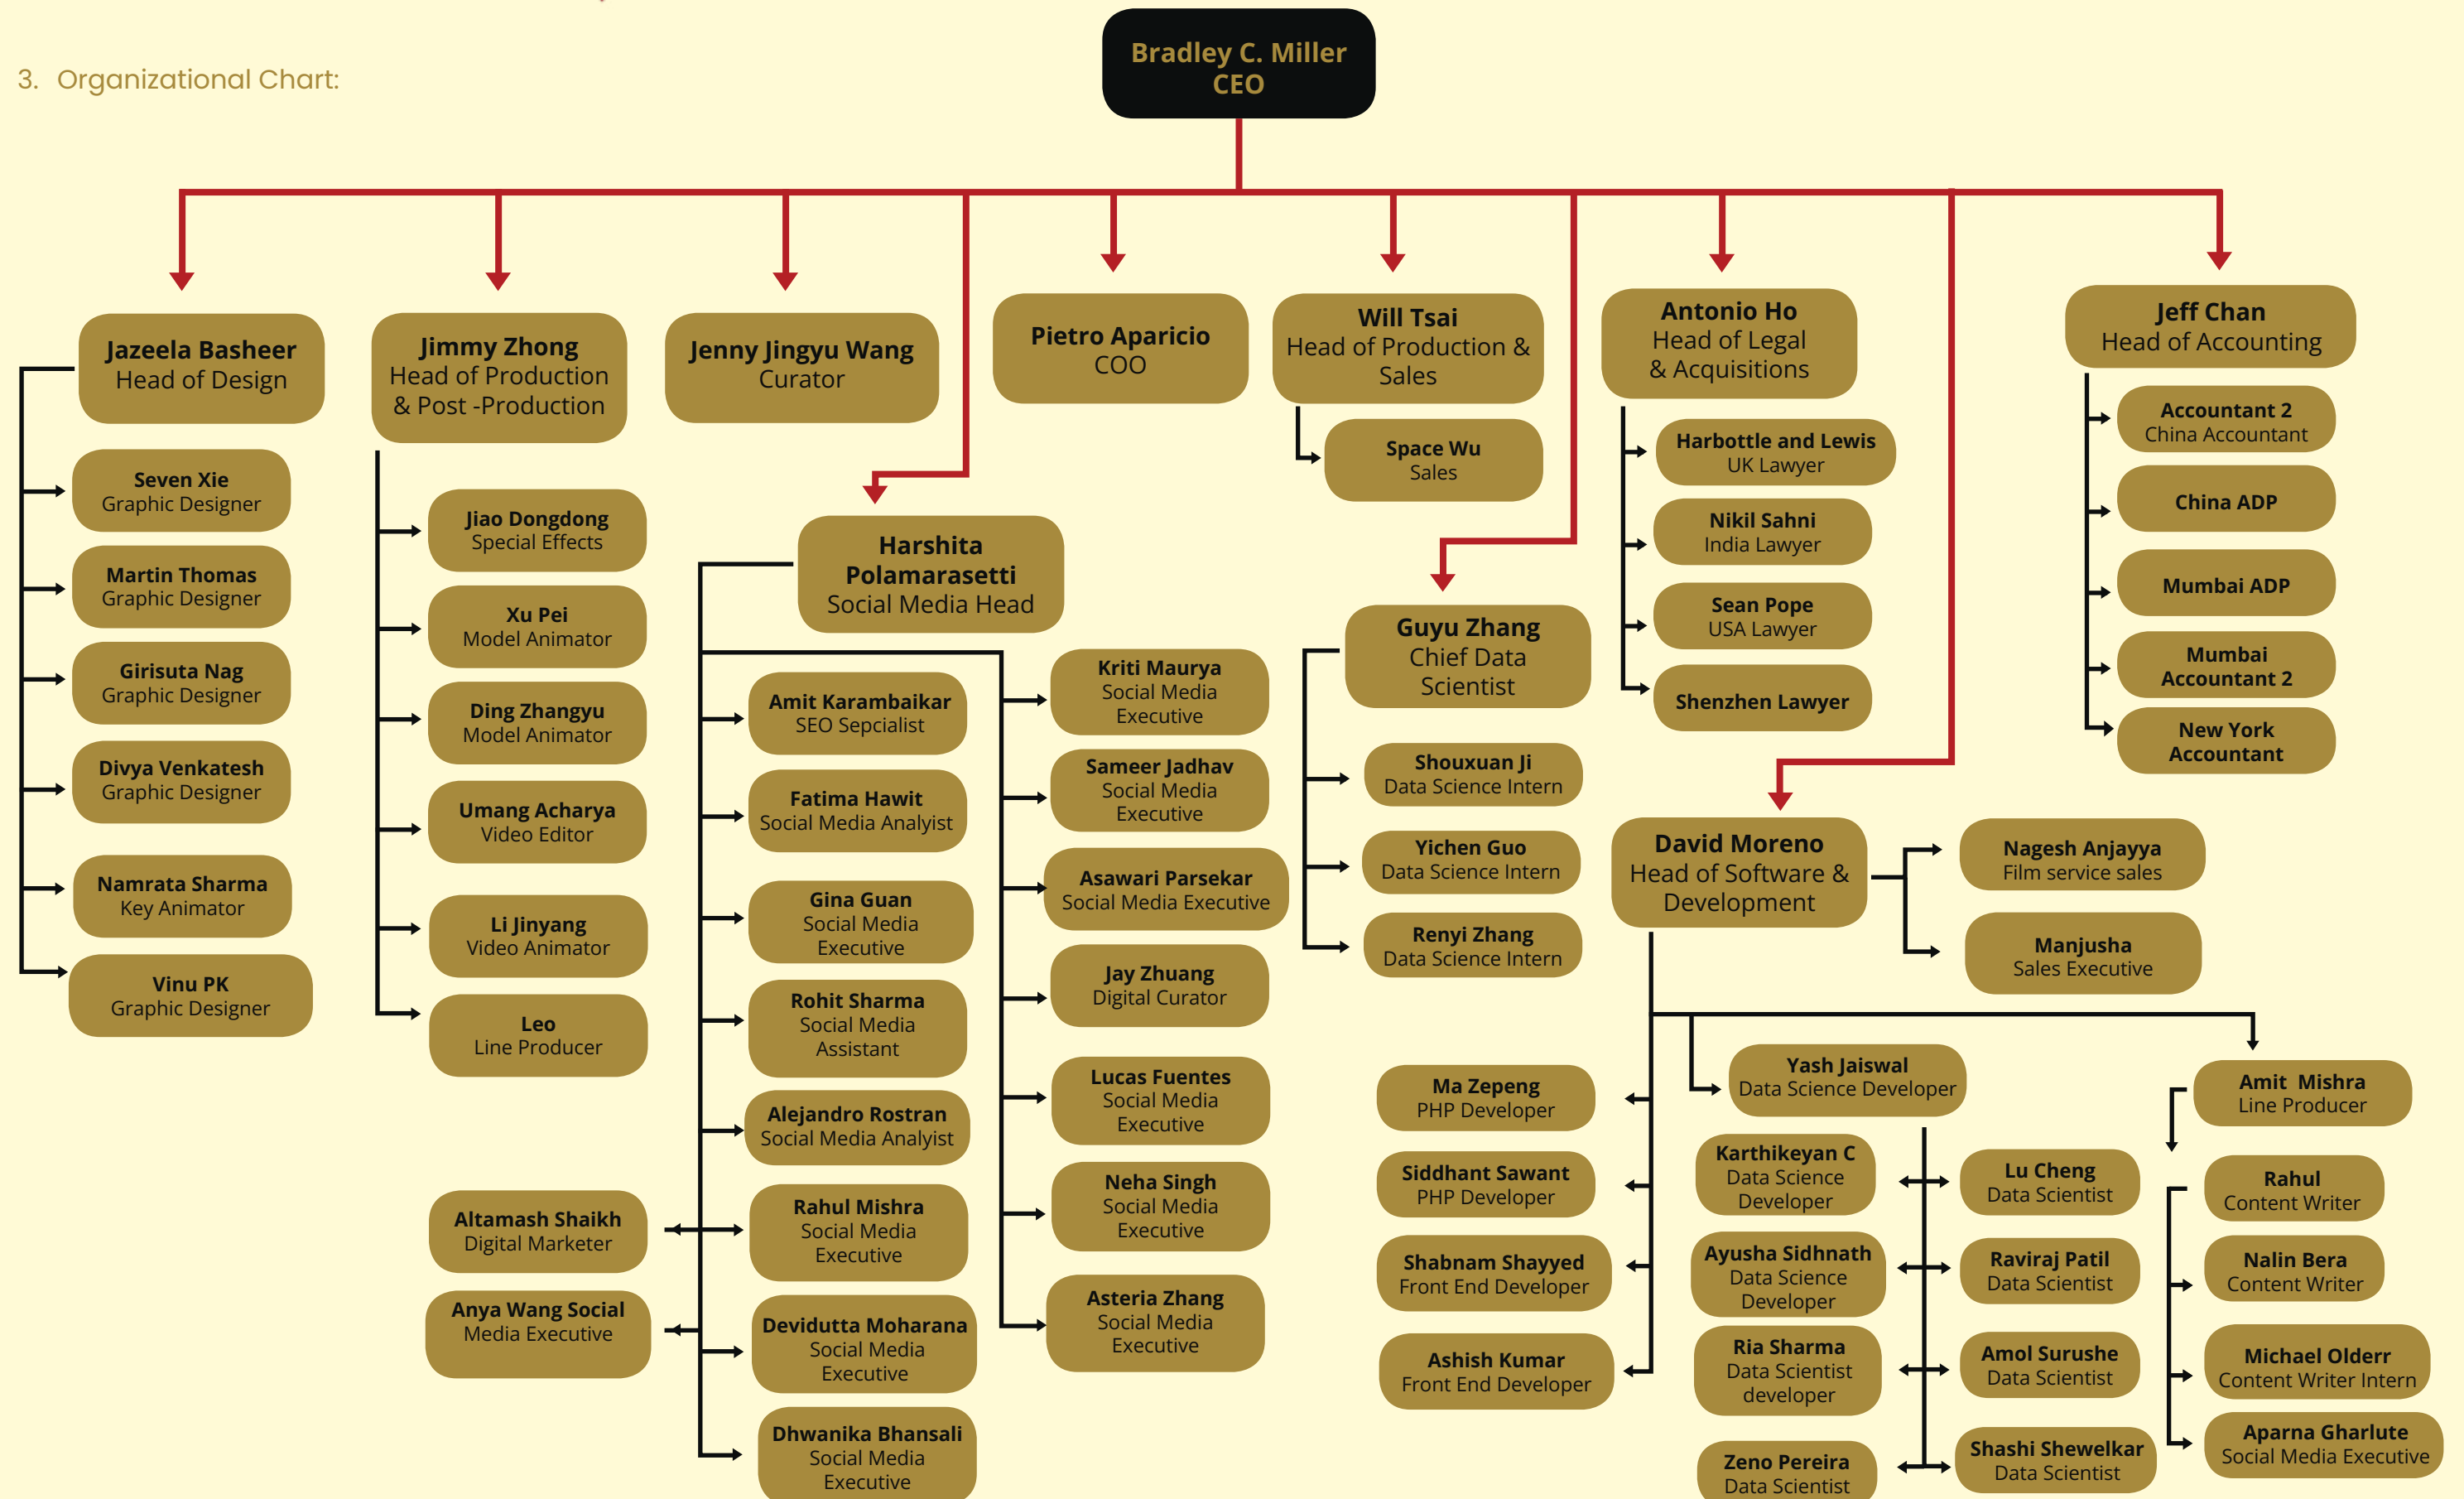 3. Organizational Chart:
Bradley C. Miller
CEO
Jazeela Basheer
Head of Design
Seven Xie
Graphic Designer
Martin Thomas
Graphic Designer
Girisuta Nag
Graphic Designer
Divya Venkatesh
Graphic Designer
Namrata Sharma
Key Animator
Vinu PK
Graphic Designer
Jimmy Zhong
Head of Production
& Post -Production
Jiao Dongdong
Special Effects
Xu Pei
Model Animator
Ding Zhangyu
Model Animator
Umang Acharya
Video Editor
Li Jinyang
Video Animator
Leo
Line Producer
Jenny Jingyu Wang
Curator
Harshita
Polamarasetti
Social Media Head
Amit Karambaikar
SEO Sepcialist
Fatima Hawit
Social Media Analyist
Gina Guan
Social Media
Executive
Rohit Sharma
Social Media
Assistant
Alejandro Rostran
Social Media Analyist
Altamash Shaikh
Digital Marketer
Rahul Mishra
Social Media
Executive
Anya Wang Social
Media Executive
Devidutta Moharana
Social Media
Executive
Dhwanika Bhansali
Social Media
Executive
Kriti Maurya
Social Media
Executive
Sameer Jadhav
Social Media
Executive
Asawari Parsekar
Social Media Executive
Jay Zhuang
Digital Curator
Lucas Fuentes
Social Media
Executive
Neha Singh
Social Media
Executive
Asteria Zhang
Social Media
Executive
Pietro Aparicio
COO
Will Tsai
Head of Production &
Sales
Space Wu
Sales
Guyu Zhang
Chief Data
Scientist
Shouxuan Ji
Data Science Intern
Yichen Guo
Data Science Intern
Renyi Zhang
Data Science Intern
Antonio Ho
Head of Legal
& Acquisitions
Harbottle and Lewis
UK Lawyer
Nikil Sahni
India Lawyer
Sean Pope
USA Lawyer
Shenzhen Lawyer
David Moreno
Head of Software &
Development
Nagesh Anjayya
Film service sales
Manjusha
Sales Executive
Ma Zepeng
PHP Developer
Siddhant Sawant
PHP Developer
Shabnam Shayyed
Front End Developer
Ashish Kumar
Front End Developer
Yash Jaiswal
Data Science Developer
Karthikeyan C
Data Science
Developer
Lu Cheng
Data Scientist
Ayusha Sidhnath
Data Science
Developer
Raviraj Patil
Data Scientist
Ria Sharma
Data Scientist
developer
Amol Surushe
Data Scientist
Zeno Pereira
Data Scientist
Shashi Shewelkar
Data Scientist
Amit Mishra
Line Producer
Rahul
Content Writer
Nalin Bera
Content Writer
Michael Olderr
Content Writer Intern
Aparna Gharlute
Social Media Executive
Jeff Chan
Head of Accounting
Accountant 2
China Accountant
China ADP
Mumbai ADP
Mumbai
Accountant 2
New York
Accountant